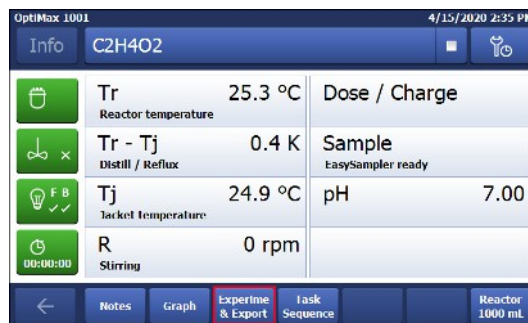 OptiMax 1001 4/15/2020 2:35 PM
Info C2H4O2
Tr 25.3 °C Dose / Charge
Reactor temperature
Tr - Tj 0.4 K Sample
Distill / Reflux EasySampler ready
F B
Tj 24.9 °C pH 7.00
Jacket temperature
R 0 rpm
00:00:00 Stirring
Notes Graph Experime Task Reactor
& Export Sequence 1000 mL